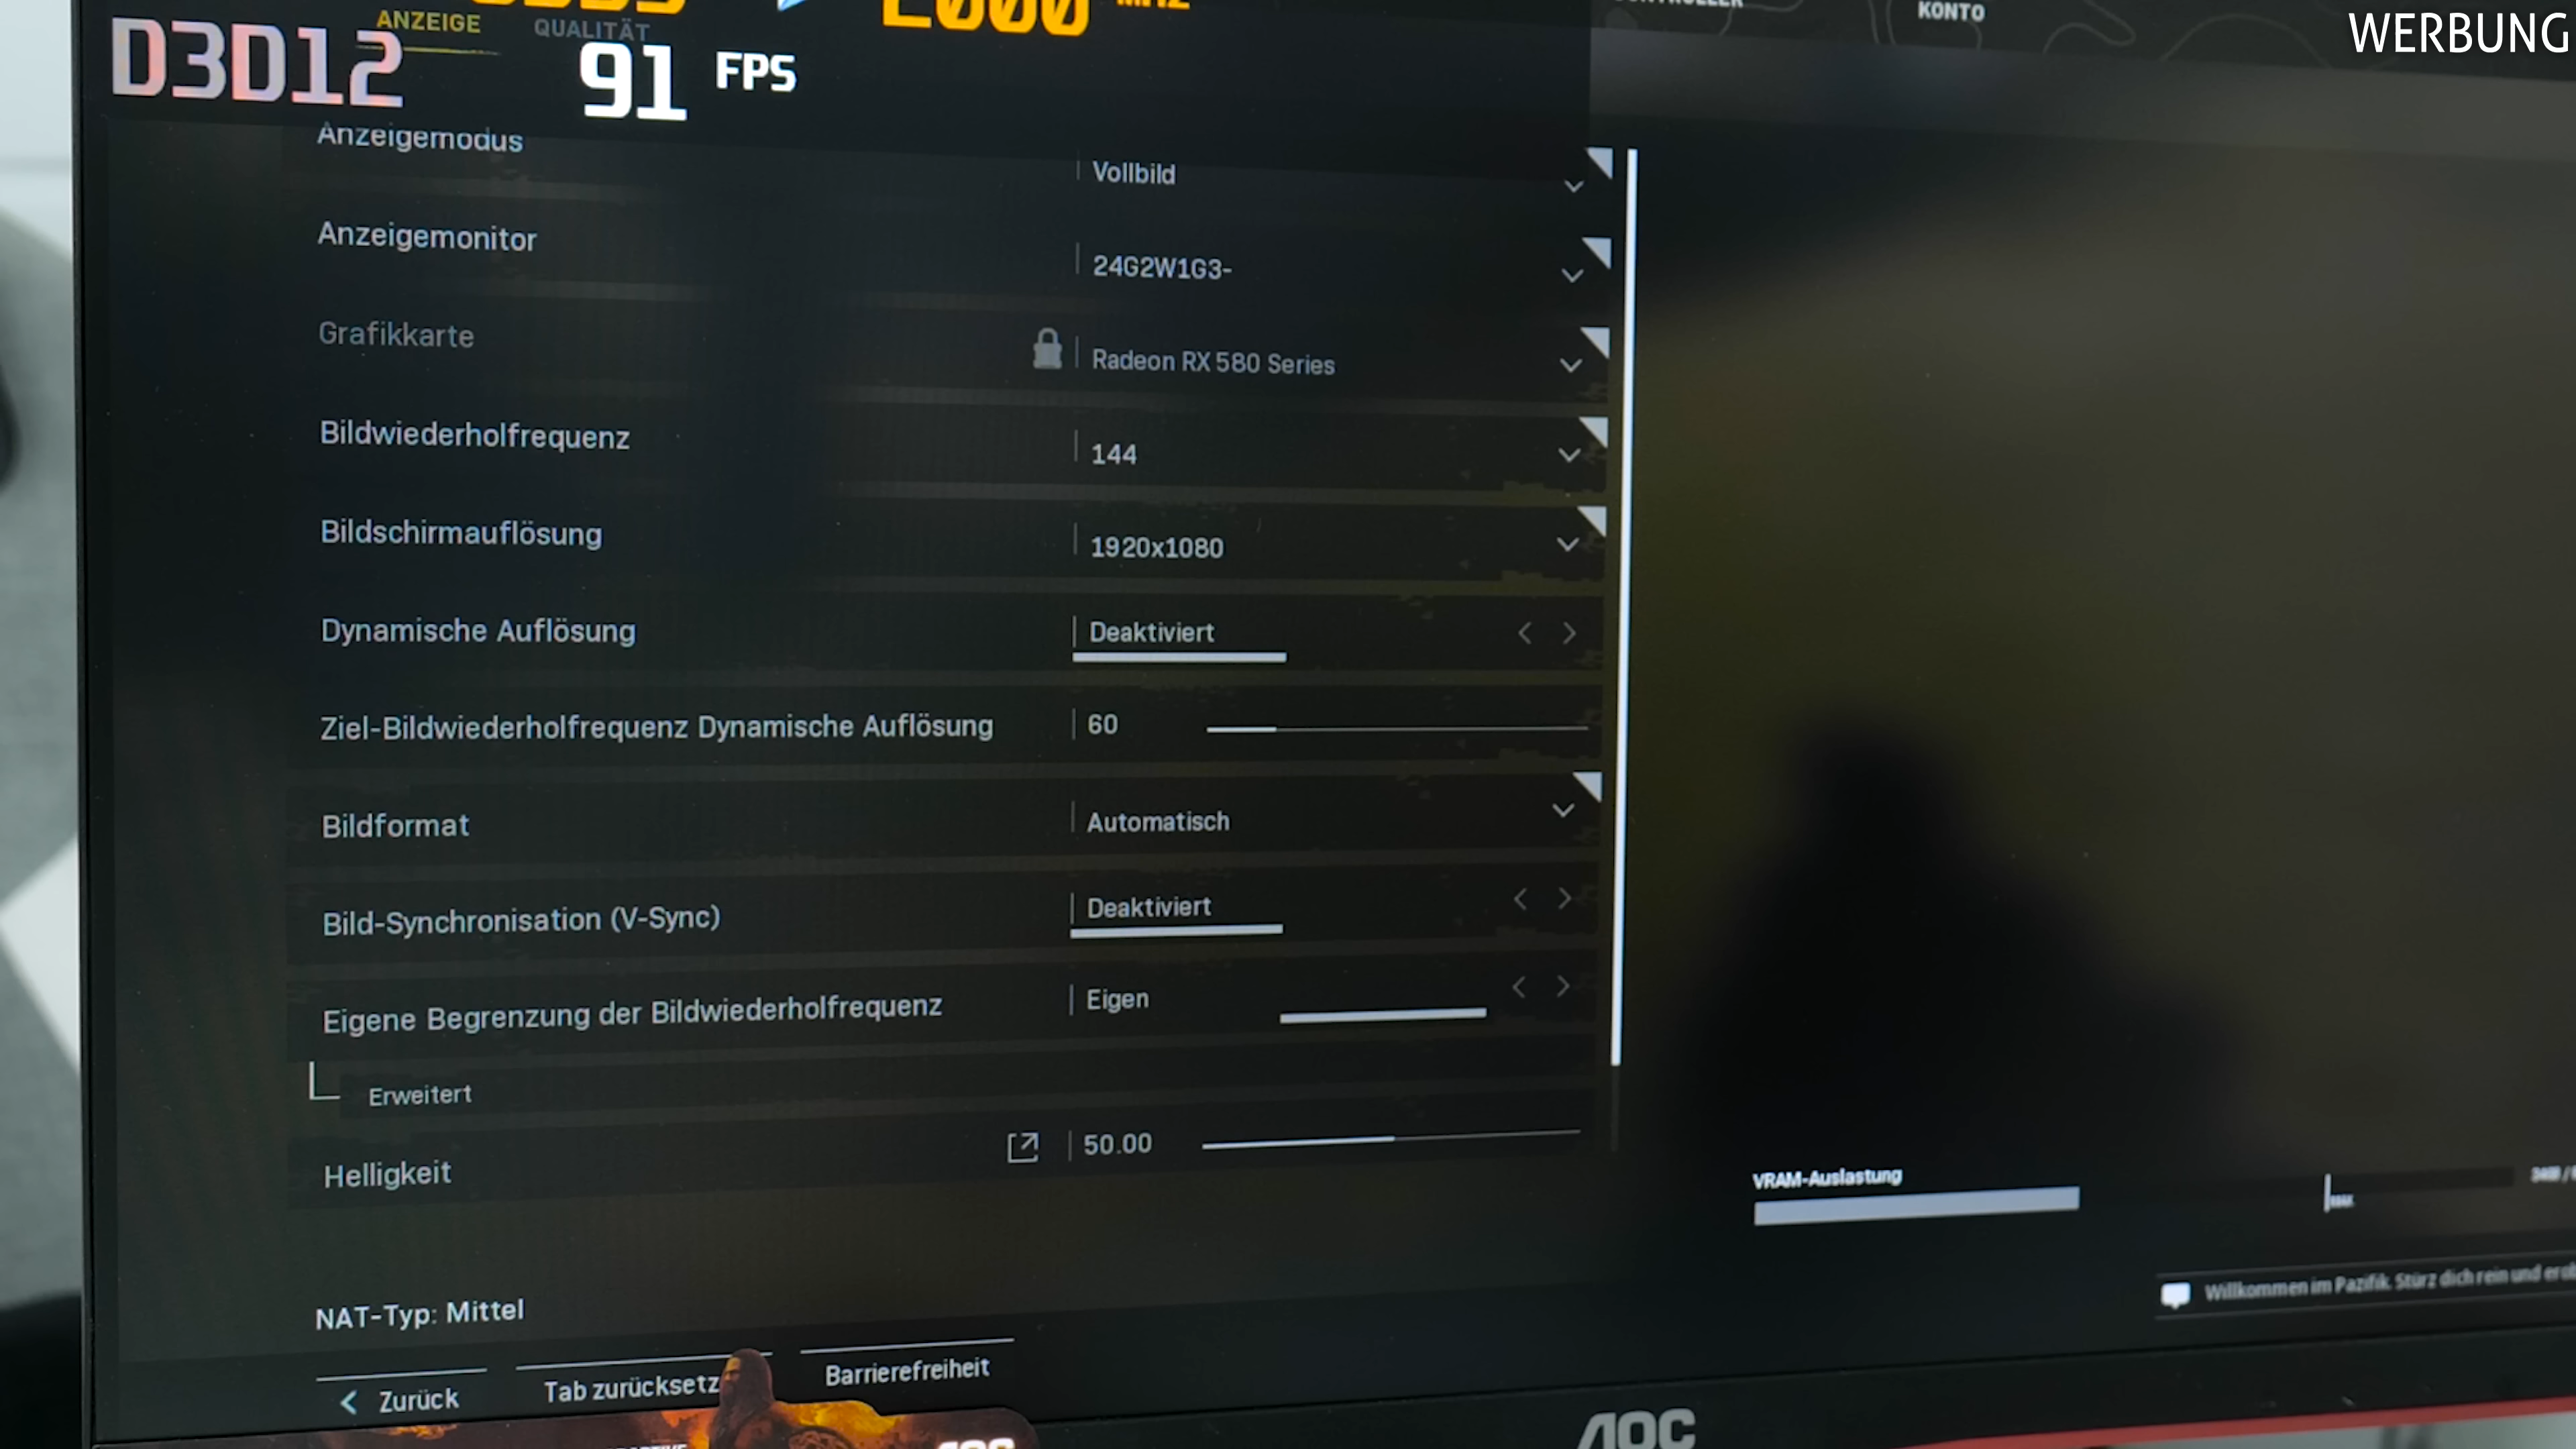 WERBUNG
KONTO
ANZEIGE QUALITÄT
D3D12 91 FPS
Anzeigemodus Vollbild
Anzeigemonitor 24G2W1G3-
Grafikkarte Radeon RX 580 Series
Bildwiederholfrequenz 144
Bildschirmauflösung 1920x1080
Dynamische Auflösung Deaktiviert
Ziel-Bildwiederholfrequenz Dynamische Auflösung 60
Bildformat Automatisch
Bild-Synchronisation (V-Sync) Deaktiviert
Eigene Begrenzung der Bildwiederholfrequenz Eigen
Erweitert
Helligkeit 50.00
VRAM-Auslastung
Willkommen im Pazifik. Stürz dich rein und
NAT-Typ: Mittel
Zurück Tab zurücksetz Barrierefreiheit
AOC